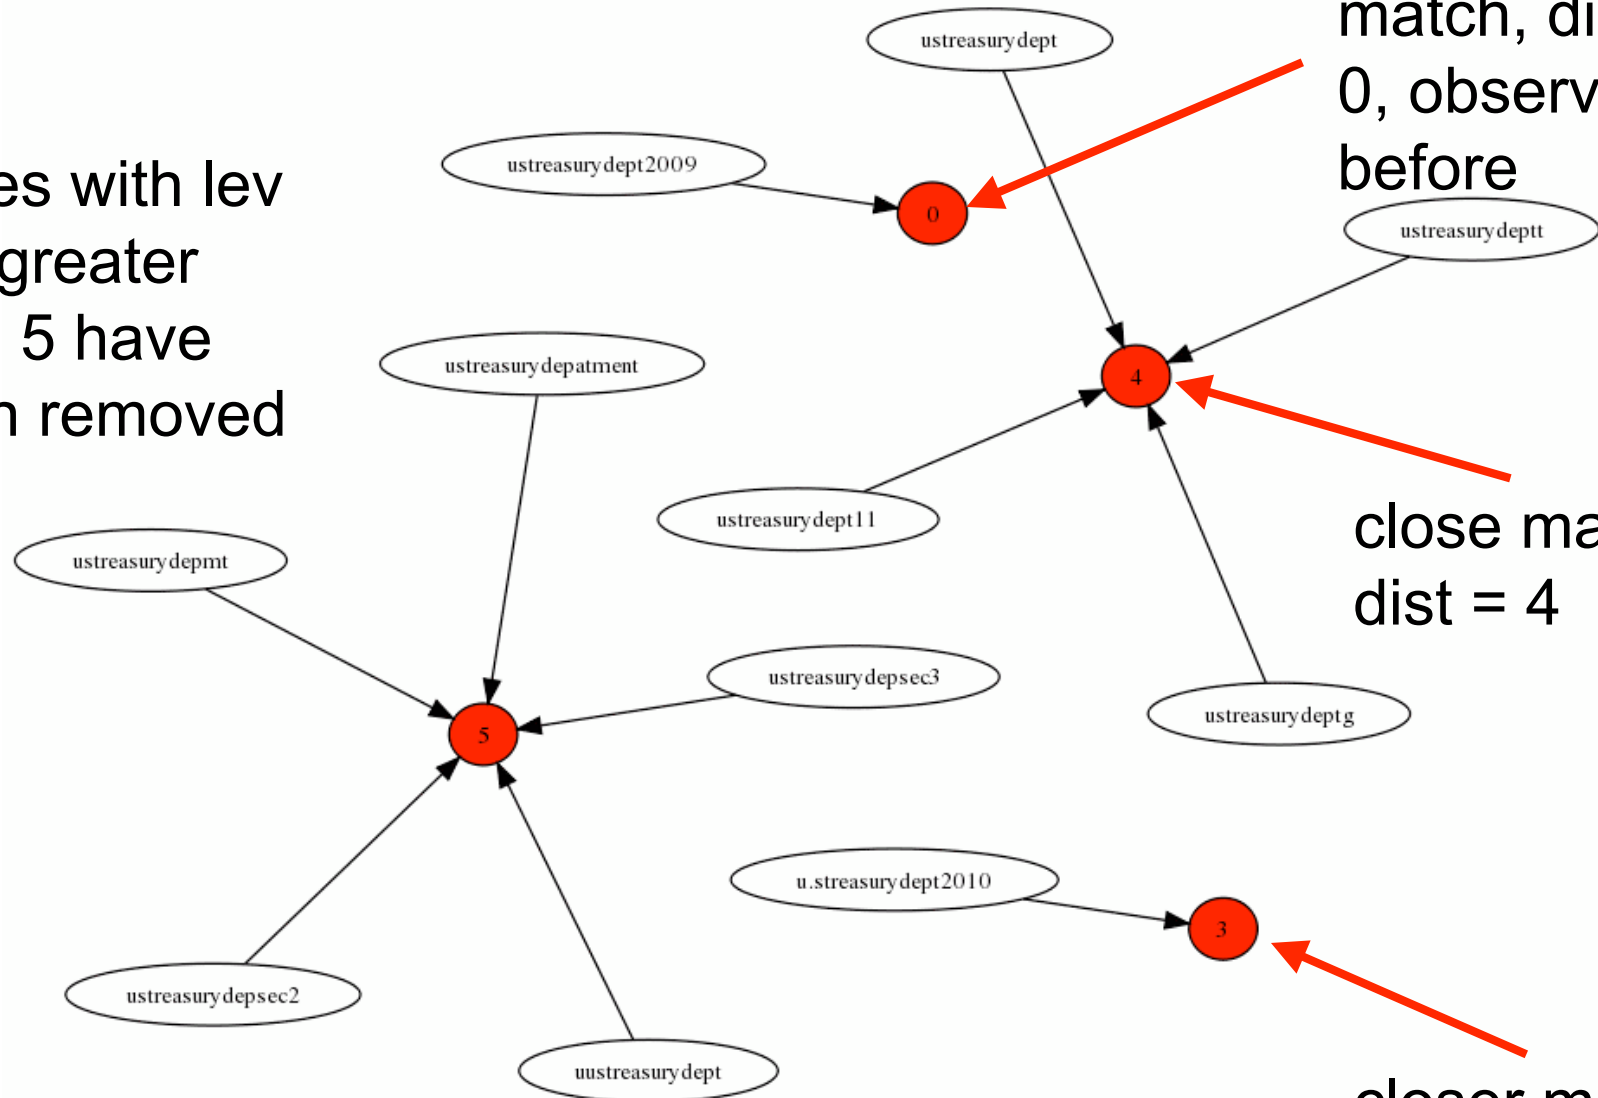 ustreasurydept
match, di
0, observ
before
ustreasurydept2009
0
es with lev
greater
5 have
n removed
ustreasurydeptt
ustreasurydepatment
4
ustreasurydept11
close ma
dist = 4
ustreasurydepmt
ustreasurydepsec3
ustreasurydeptg
5
u.streasurydept2010
3
ustreasurydepsec2
uustreasurydept
closer m